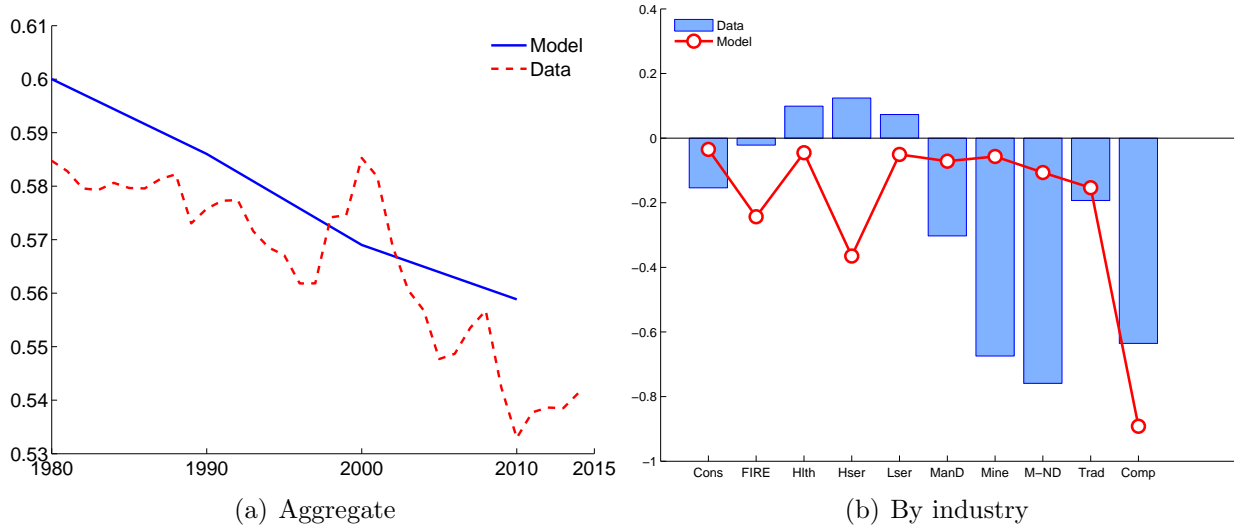 0.61
0.6
0.59
0.58
0.57
0.56
0.55
0.54
0.53
1980 1990 2000 2010 2015
Model
Data
(a) Aggregate
0.4
0.2
0
−0.2
−0.4
−0.6
−0.8
−1
Data
Model
Cons FIRE Hlth Hser Lser ManD Mine M−ND Trad Comp
(b) By industry